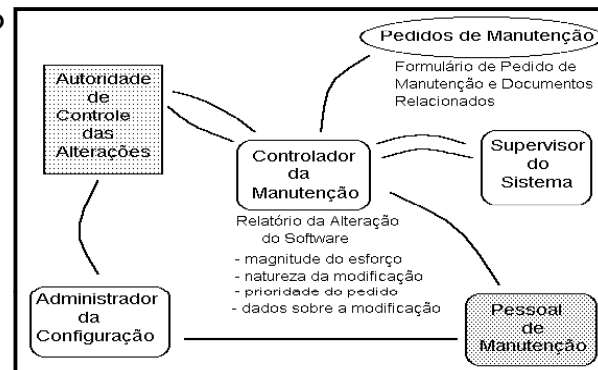 o
Pedidos de Manutenção
Formulário de Pedido de
Manutenção e Documentos
Relacionados
Autoridade
de
Controle
das
Alterações
Controlador
da
Manutenção
Supervisor
do
Sistema
Relatório da Alteração
do Software
- magnitude do esforço
- natureza da modificação
- prioridade do pedido
- dados sobre a modificação
Administrador
da
Configuração
Pessoal
de
Manutenção